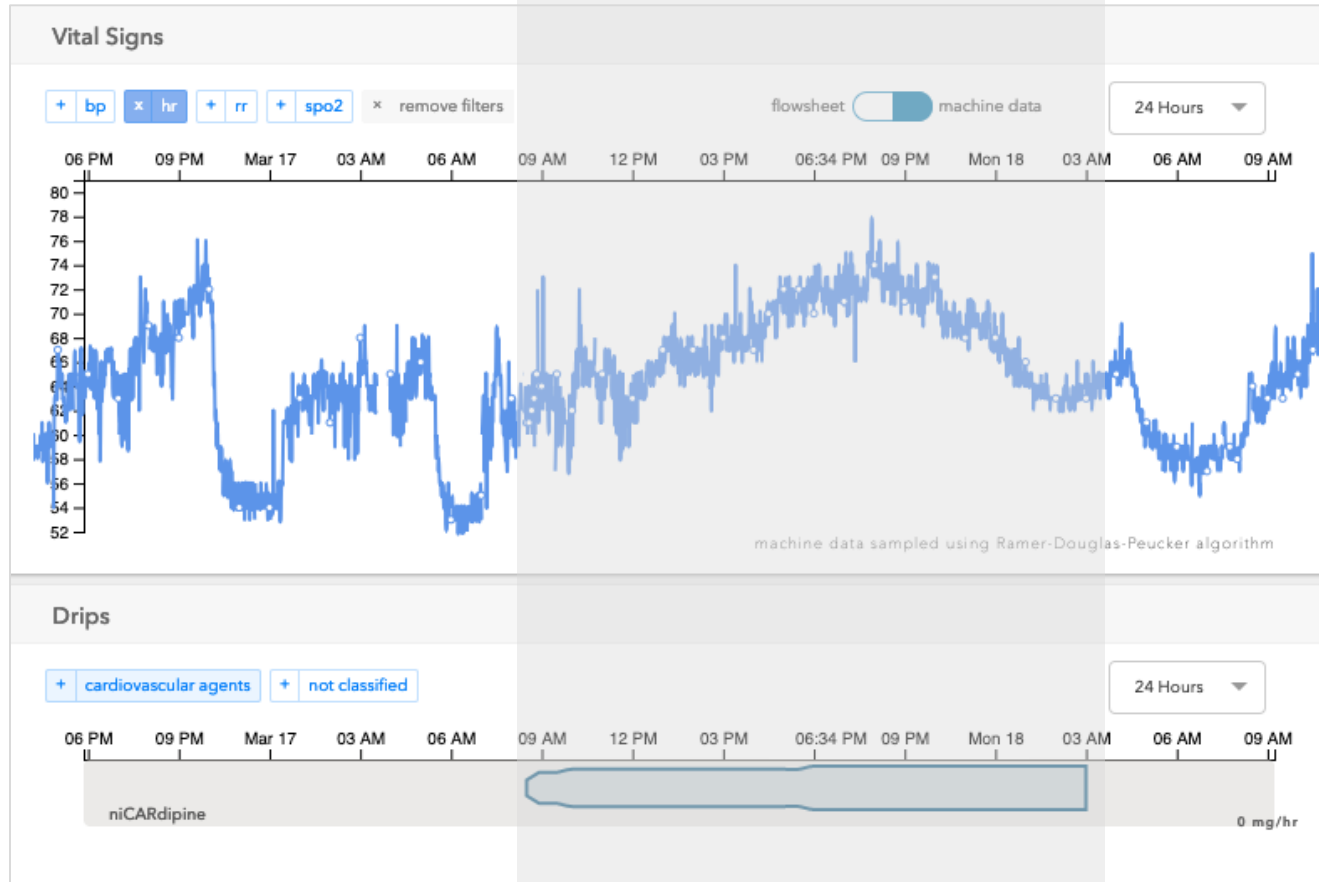 Vital Signs
+ bp x hr + rr + spo2 × remove filters flowsheet machine data 24 Hours
06 PM 09 PM Mar 17 03 AM 06 AM 09 AM 12 PM 03 PM 06:34 PM 09 PM Mon 18 03 AM 06 AM 09 AM
80
78
76
74
72
70
68
66
64
62
60
58
56
54
52
machine data sampled using Ramer-Douglas-Peucker algorithm
Drips
+ cardiovascular agents + not classified 24 Hours
06 PM 09 PM Mar 17 03 AM 06 AM 09 AM 12 PM 03 PM 06:34 PM 09 PM Mon 18 03 AM 06 AM 09 AM
niCARdipine
0 mg/hr